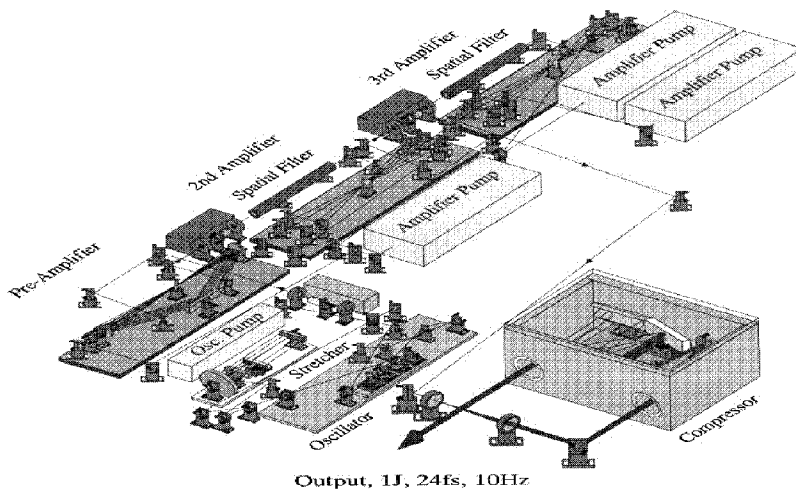 3rd Amplifier
Spatial Filter
Amplifier Pump
Amplifier Pump
2nd Amplifier
Spatial Filter
Amplifier Pump
Pre-Amplifier
Osc. Pump
Stretcher
Oscillator
Compressor
Output, 1J, 24fs, 10Hz